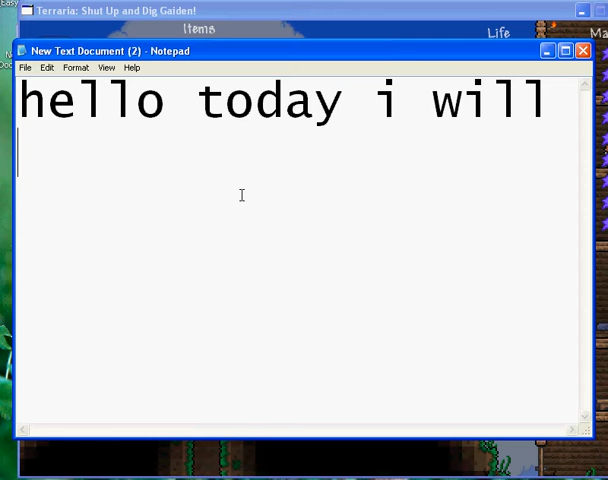 Easy
Terraria: Shut Up and Dig Gaiden!
Items
Life
New Text Document (2) - Notepad
File Edit Format View Help
hello today i will